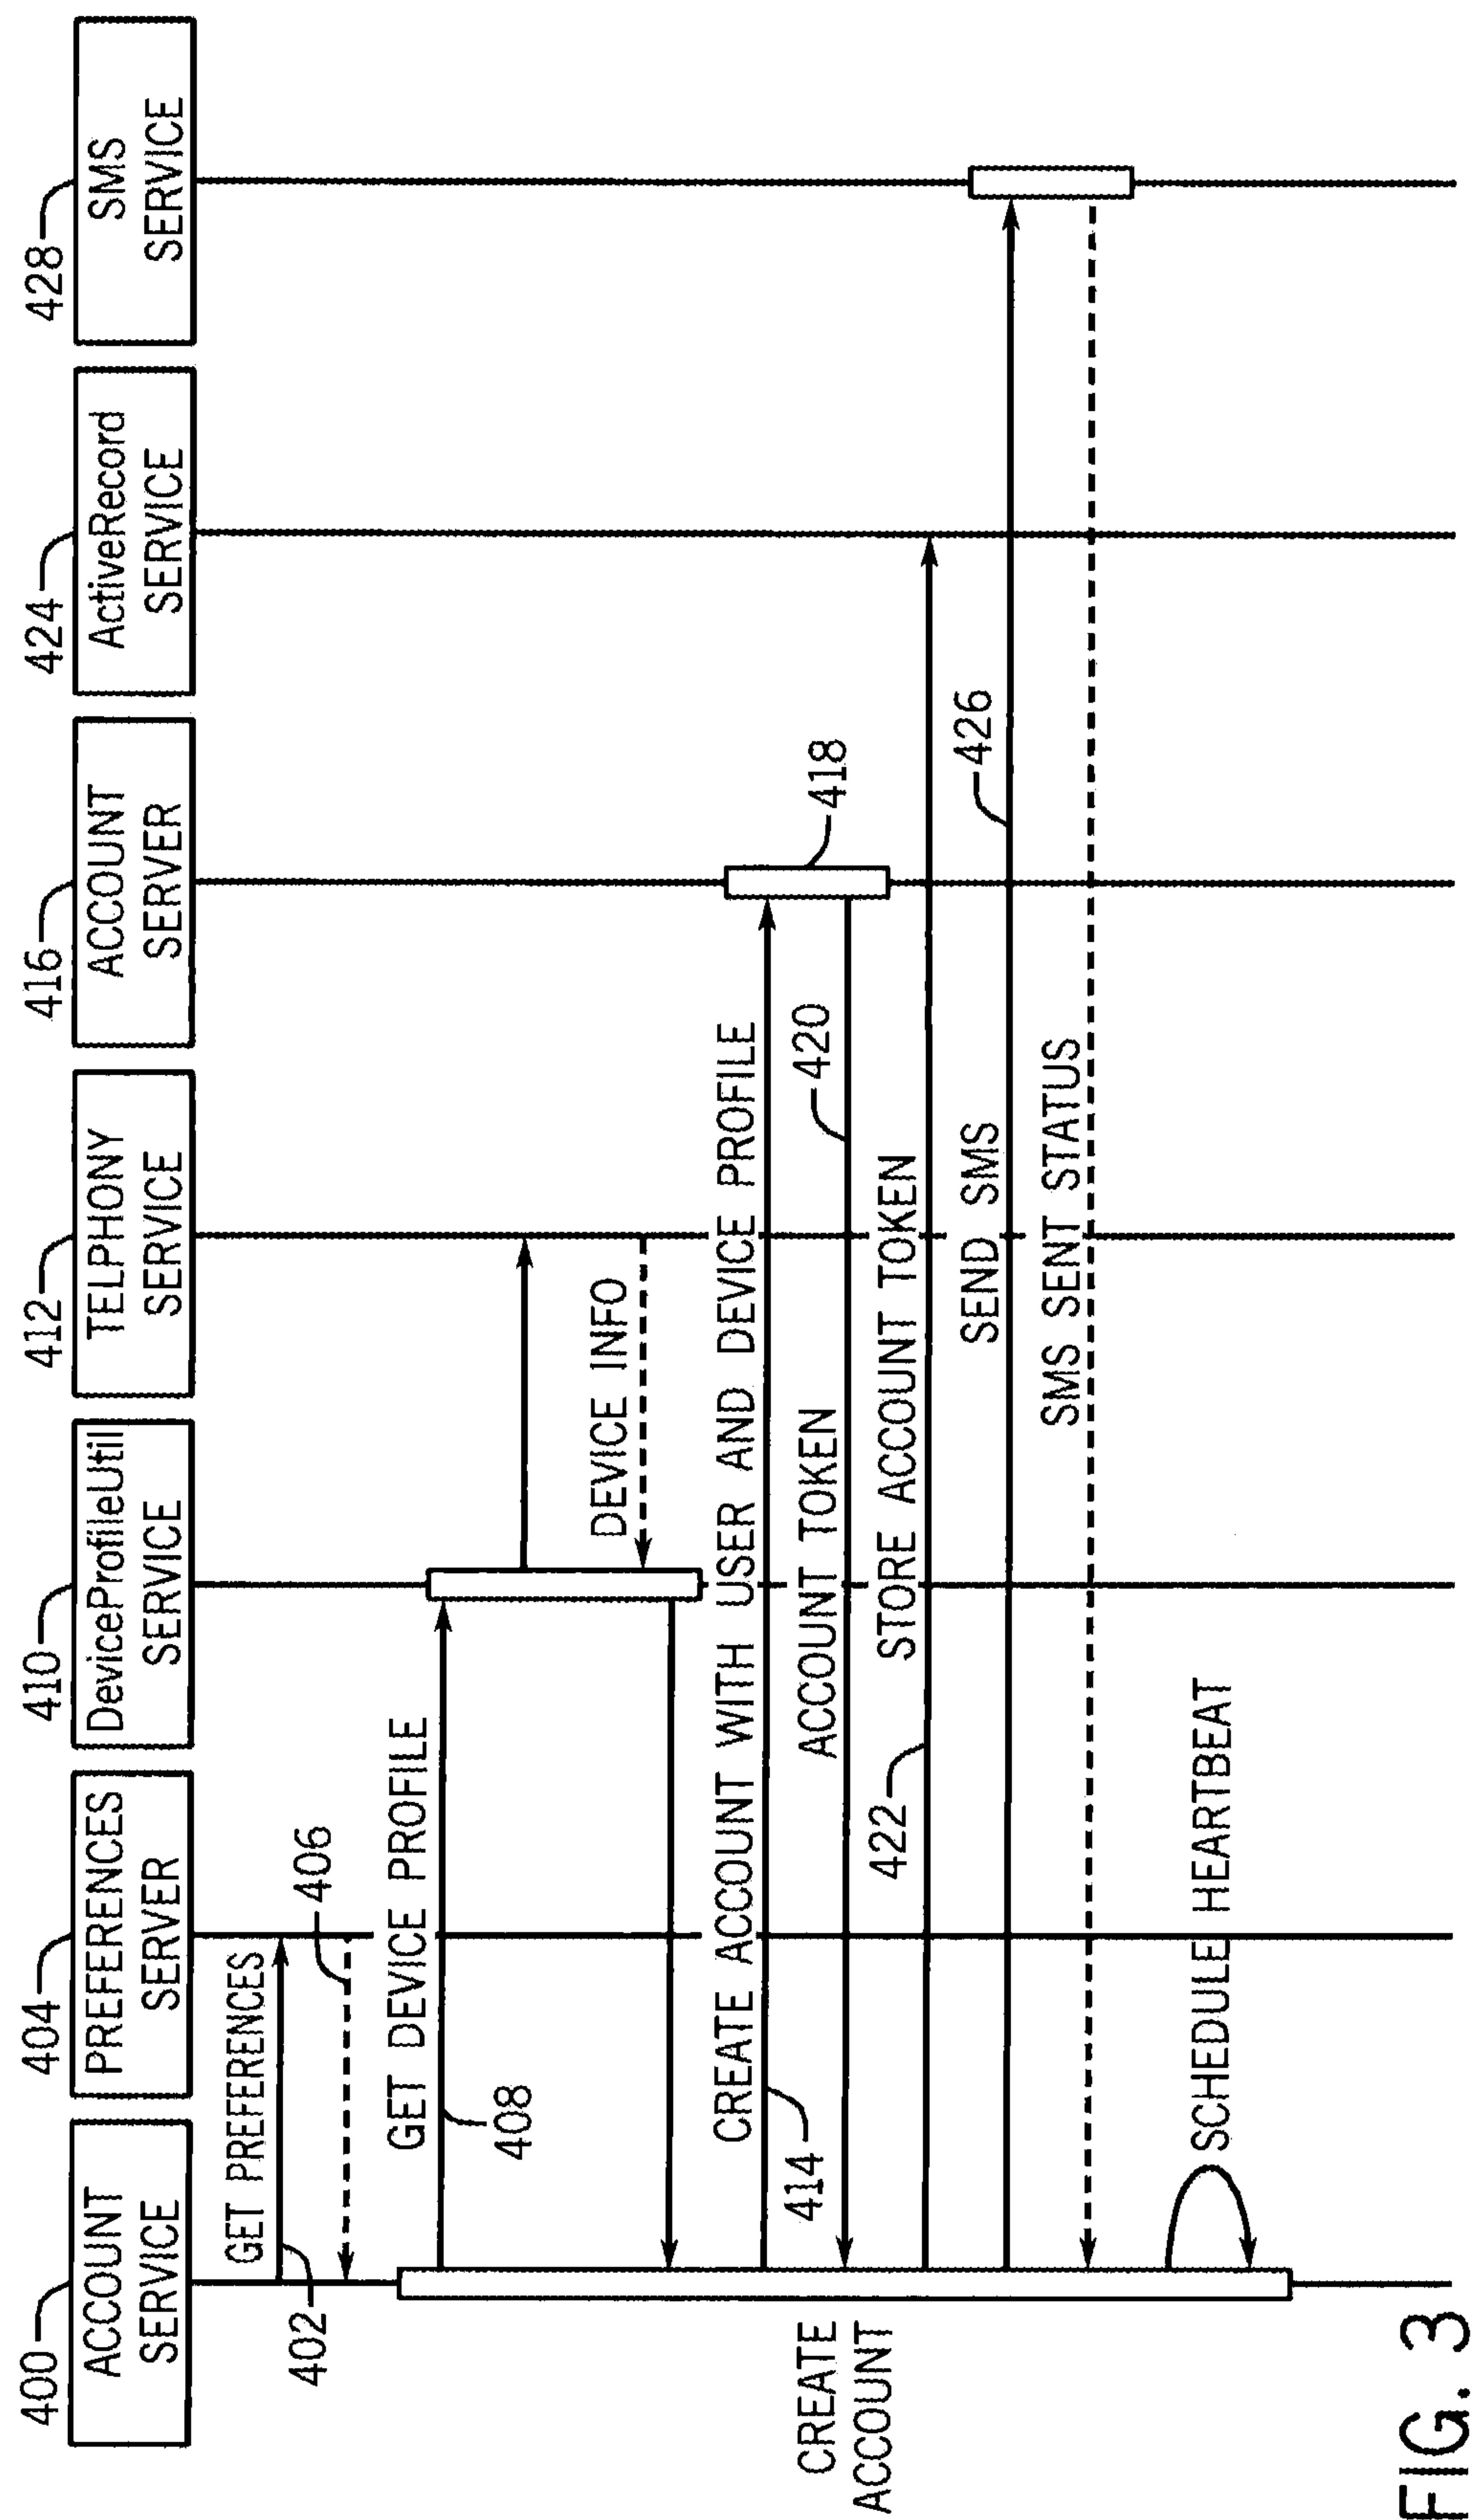 400
ACCOUNT
SERVICE
404
PREFERENCES
SERVER
410
DeviceProfileUtil
SERVICE
412
TELPHONY
SERVICE
416
ACCOUNT
SERVER
424
ActiveRecord
SERVICE
428
SMS
SERVICE
GET PREFERENCES
402
406
GET DEVICE PROFILE
408
DEVICE INFO
CREATE ACCOUNT WITH USER AND DEVICE PROFILE
414
418
ACCOUNT TOKEN
420
STORE ACCOUNT TOKEN
422
SEND SMS
426
SMS SENT STATUS
SCHEDULE HEARTBEAT
CREATE
ACCOUNT
FIG. 3